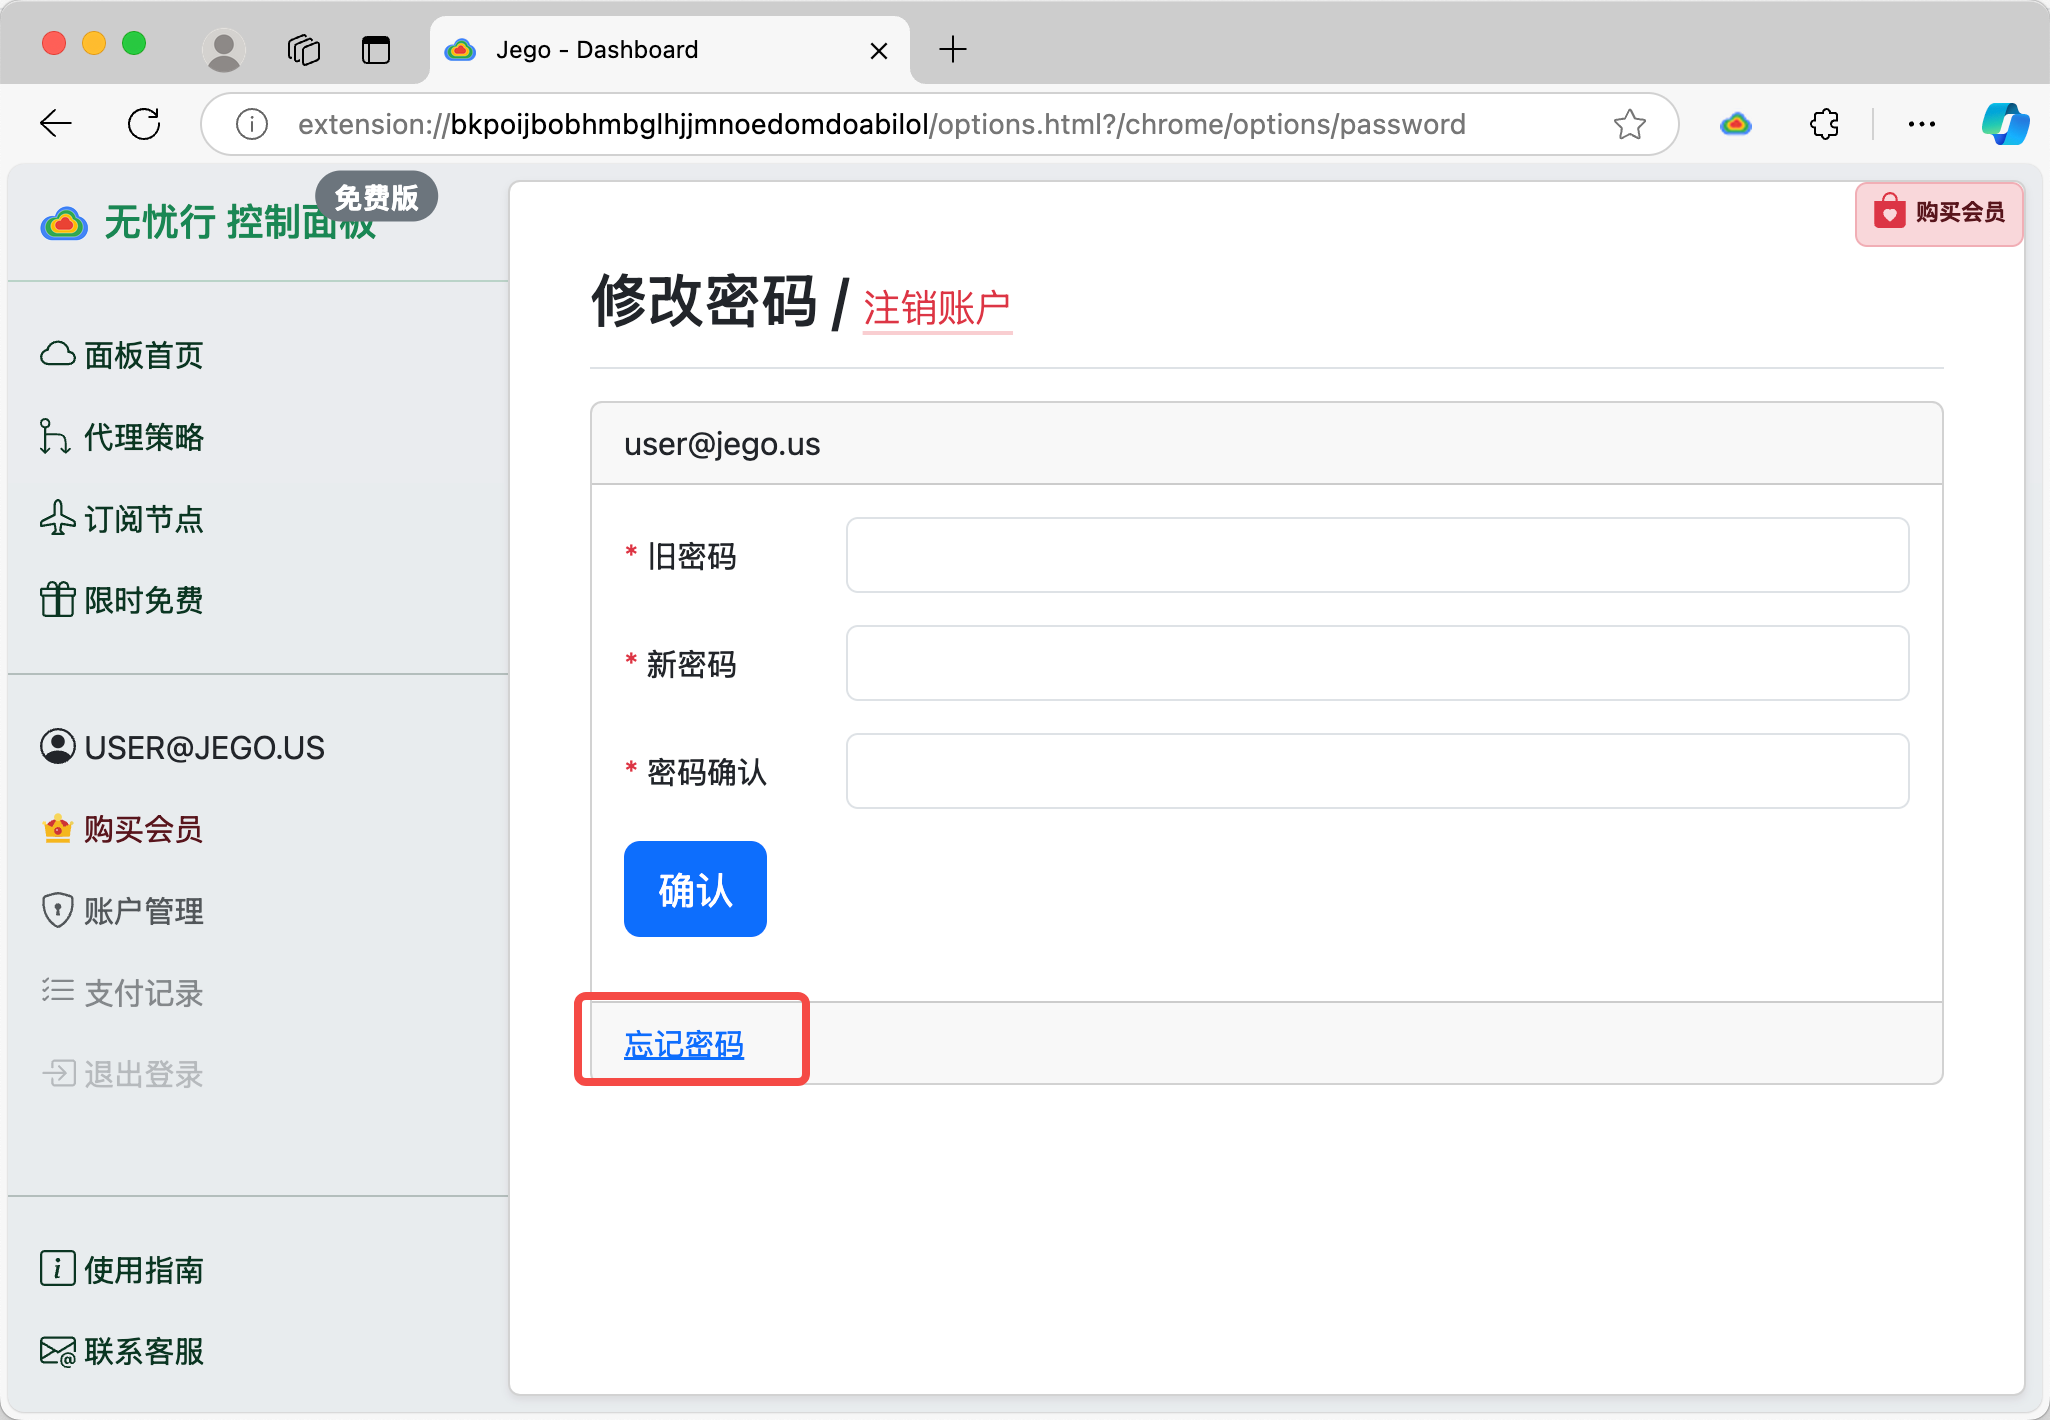 Jego - Dashboard
extension://bkpoijbobhmbglhjjmnoedomdoabilol/options.html?/chrome/options/password
无忧行 控制面板
免费版
面板首页
代理策略
订阅节点
限时免费
USER@JEGO.US
购买会员
账户管理
支付记录
退出登录
使用指南
联系客服
购买会员
修改密码 / 注销账户
user@jego.us
* 旧密码
* 新密码
* 密码确认
确认
忘记密码